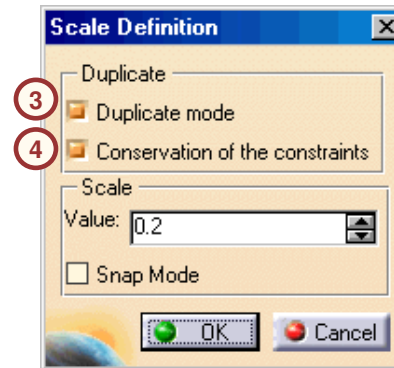 Scale Definition
Duplicate
3
Duplicate mode
4
Conservation of the constraints
Scale
Value: 0.2
Snap Mode
OK Cancel